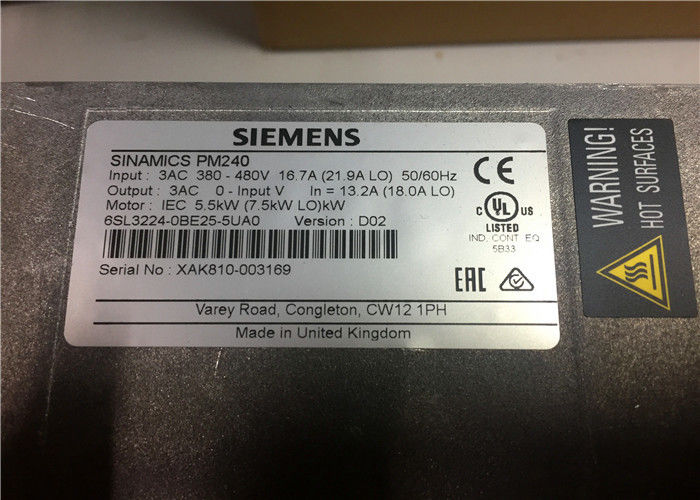 SIEMENS
SINAMICS PM240
Input : 3AC 380 - 480V 16.7A (21.9A LO) 50/60Hz
Output : 3AC 0 - Input V In = 13.2A (18.0A LO)
Motor : IEC 5.5kW (7.5kW LO)kW
6SL3224-0BE25-5UA0 Version : D02
Serial No : XAK810-003169
CE
C UL US
LISTED
IND. CONT. EQ.
5B33
EAC
Varey Road, Congleton, CW12 1PH
Made in United Kingdom
WARNING!
HOT SURFACES